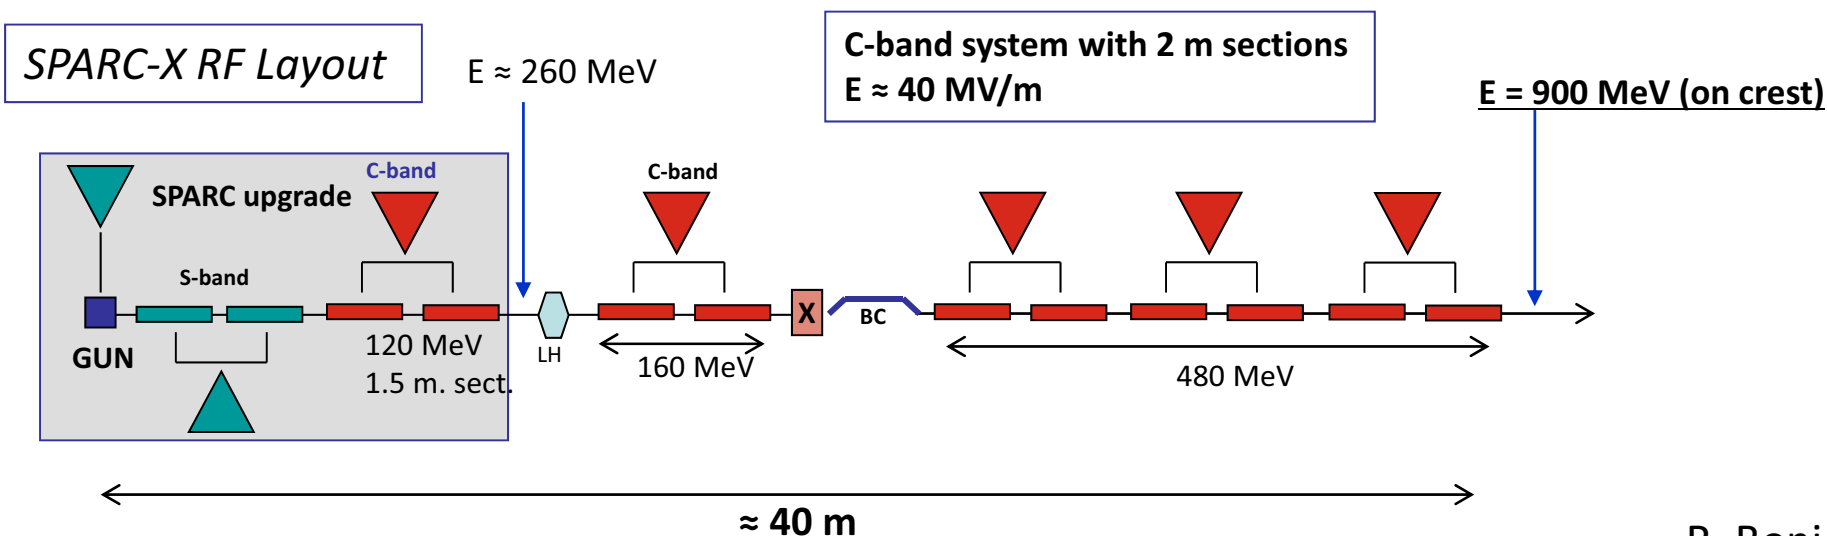 SPARC-X RF Layout
E ≈ 260 MeV
C-band system with 2 m sections
E ≈ 40 MV/m
E = 900 MeV (on crest)
SPARC upgrade
C-band
C-band
S-band
GUN
120 MeV
1.5 m. sect.
LH
160 MeV
X
BC
480 MeV
≈ 40 m